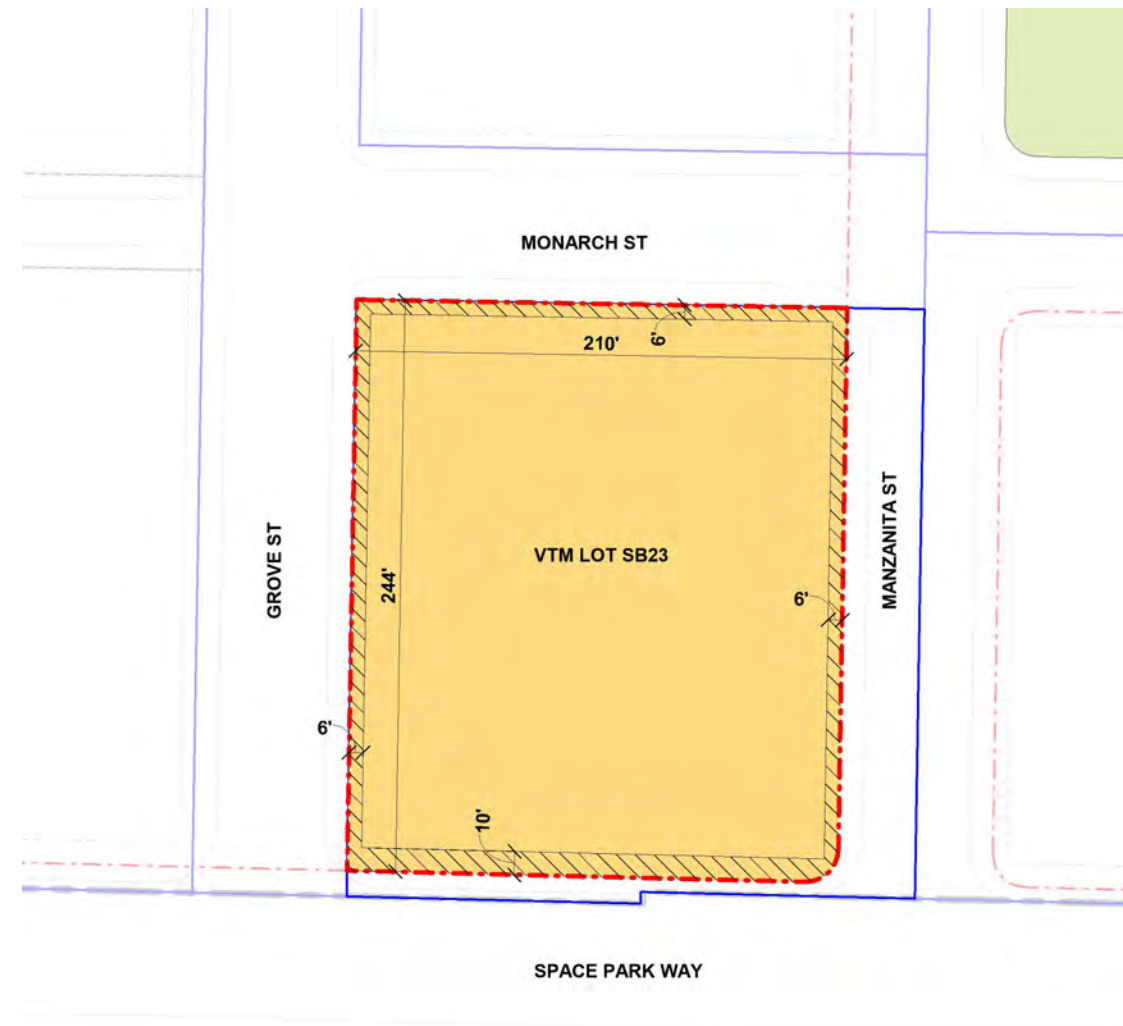 MONARCH ST
6'
210'
VTM LOT SB23
GROVE ST
244'
MANZANITA ST
6'
6'
10'
SPACE PARK WAY